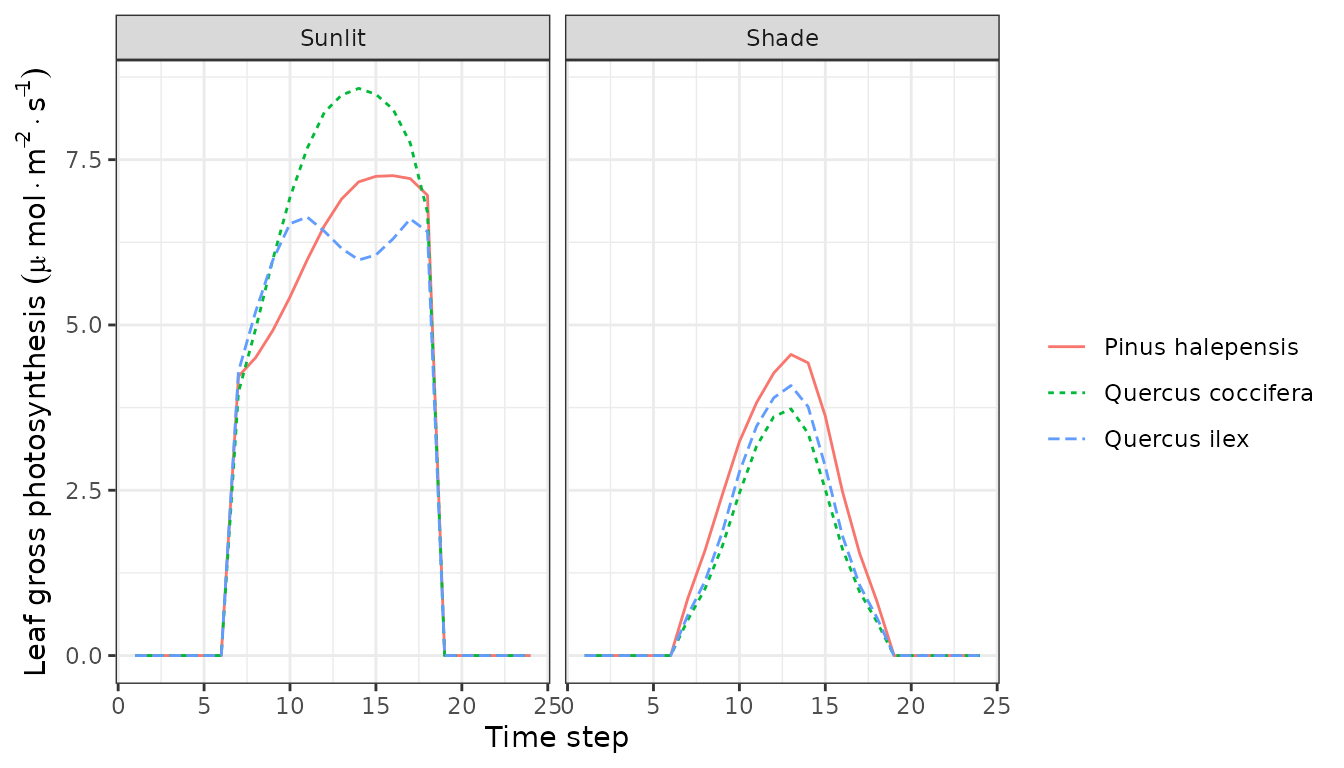 Sunlit
Shade
Leaf gross photosynthesis (μ mol · m⁻² · s⁻¹)
7.5
5.0
2.5
0.0
0 5 10 15 20 25
0 5 10 15 20 25
Time step
Pinus halepensis
Quercus coccifera
Quercus ilex